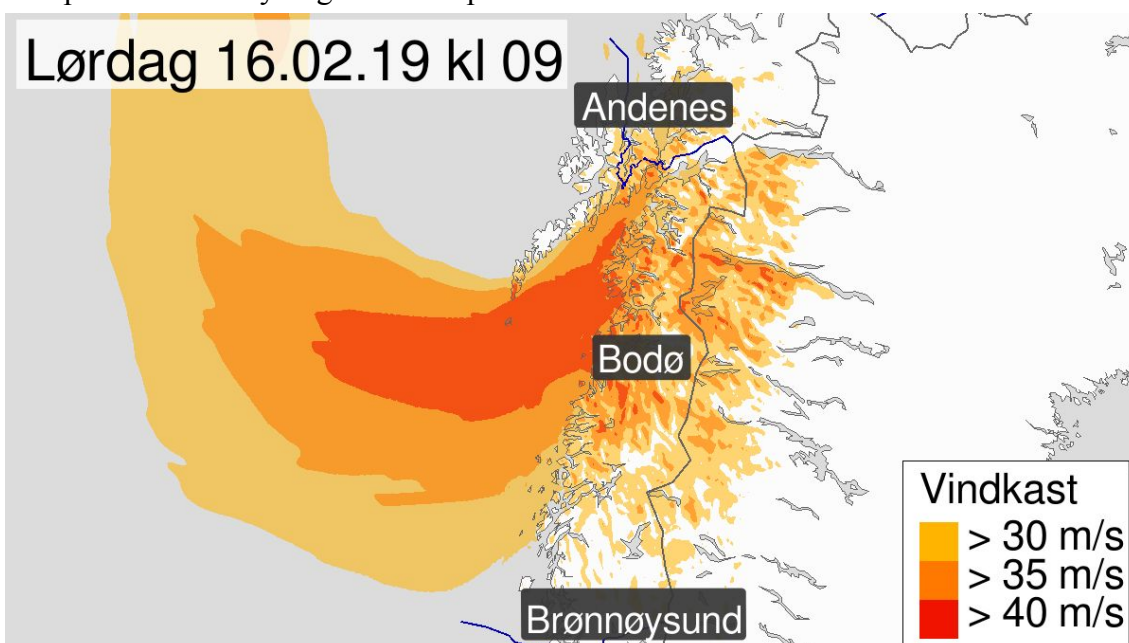 Lørdag 16.02.19 kl 09
Andenes
Bodø
Brønnøysund
Vindkast
> 30 m/s
> 35 m/s
> 40 m/s